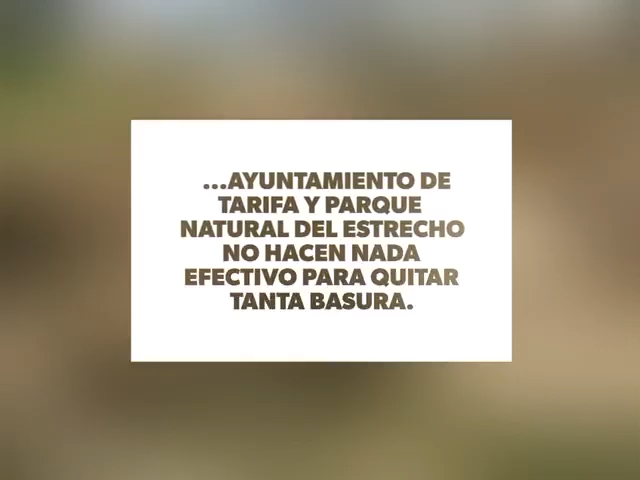 ...AYUNTAMIENTO DE
TARIFA Y PARQUE
NATURAL DEL ESTRECHO
NO HACEN NADA
EFECTIVO PARA QUITAR
TANTA BASURA.